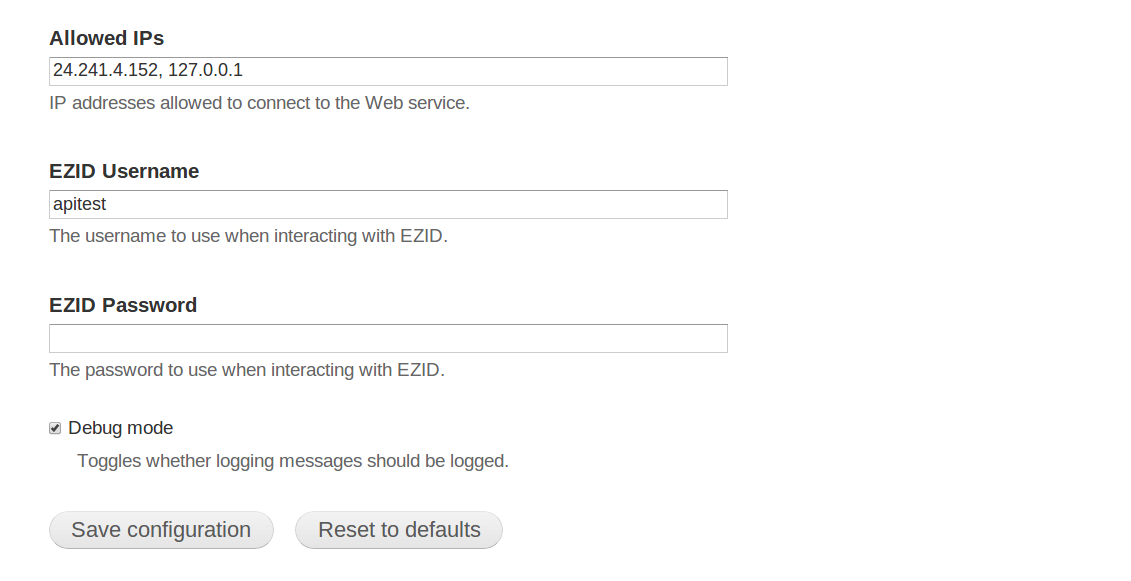 Allowed IPs
24.241.4.152, 127.0.0.1
IP addresses allowed to connect to the Web service.
EZID Username
apitest
The username to use when interacting with EZID.
EZID Password
The password to use when interacting with EZID.
Debug mode
Toggles whether logging messages should be logged.
Save configuration Reset to defaults